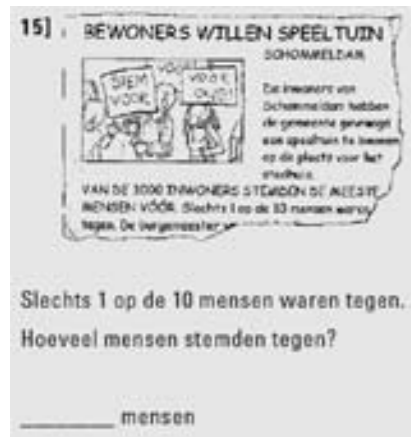 15]
BEWONERS WILLEN SPEELTUIN
SCHOMMELDAM
STEM VOOR
VOOR
De inwoners van
Schommeldam hebben
de gemeente gevraagd
een speeltuin te bouwen
op de plaats voor het
stadhuis.
VAN DE 3000 INWONERS STEMDEN DE MEESTE
MENSEN VÓÓR. Slechts 1 op de 10 mensen waren
tegen. De burgemeester
Slechts 1 op de 10 mensen waren tegen.
Hoeveel mensen stemden tegen?
mensen